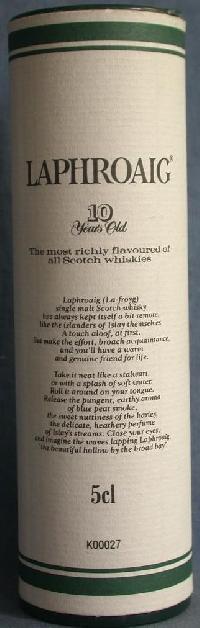 LAPHROAIG®
10
Years Old
The most richly flavoured of
all Scotch whiskies
Laphroaig (La-froyg)
single malt Scotch whisky
has always kept itself a bit remote,
like the islanders of Islay themselves.
A touch aloof, at first,
but make the effort, broach acquaintance,
and you'll have a warm
and genuine friend for life.
Take it neat like a stalwart,
or with a splash of soft water.
Roll it around on your tongue.
Release the pungent, earthy aroma
of blue peat smoke,
the sweet nuttiness of the barley,
the delicate, heathery perfume
of Islay's streams. Close your eyes,
and imagine the waves lapping Laphroaig,
'the beautiful hollow by the broad bay'.
5cl
K00027